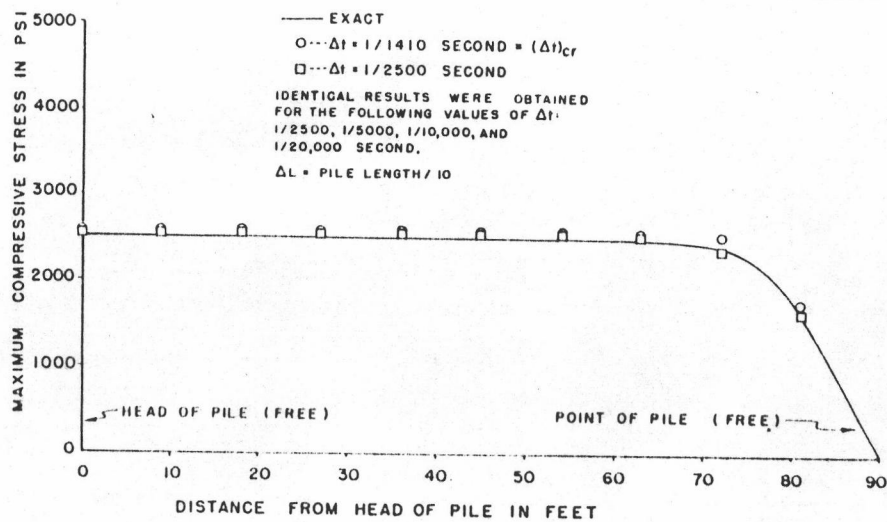 5000
4000
3000
2000
1000
0
MAXIMUM COMPRESSIVE STRESS IN PSI
EXACT
Δt = 1/1410 SECOND = (Δt)cr
Δt = 1/2500 SECOND
IDENTICAL RESULTS WERE OBTAINED
FOR THE FOLLOWING VALUES OF Δt:
1/2500, 1/5000, 1/10,000, AND
1/20,000 SECOND.
ΔL = PILE LENGTH / 10
HEAD OF PILE (FREE)
POINT OF PILE (FREE)
0 10 20 30 40 50 60 70 80 90
DISTANCE FROM HEAD OF PILE IN FEET